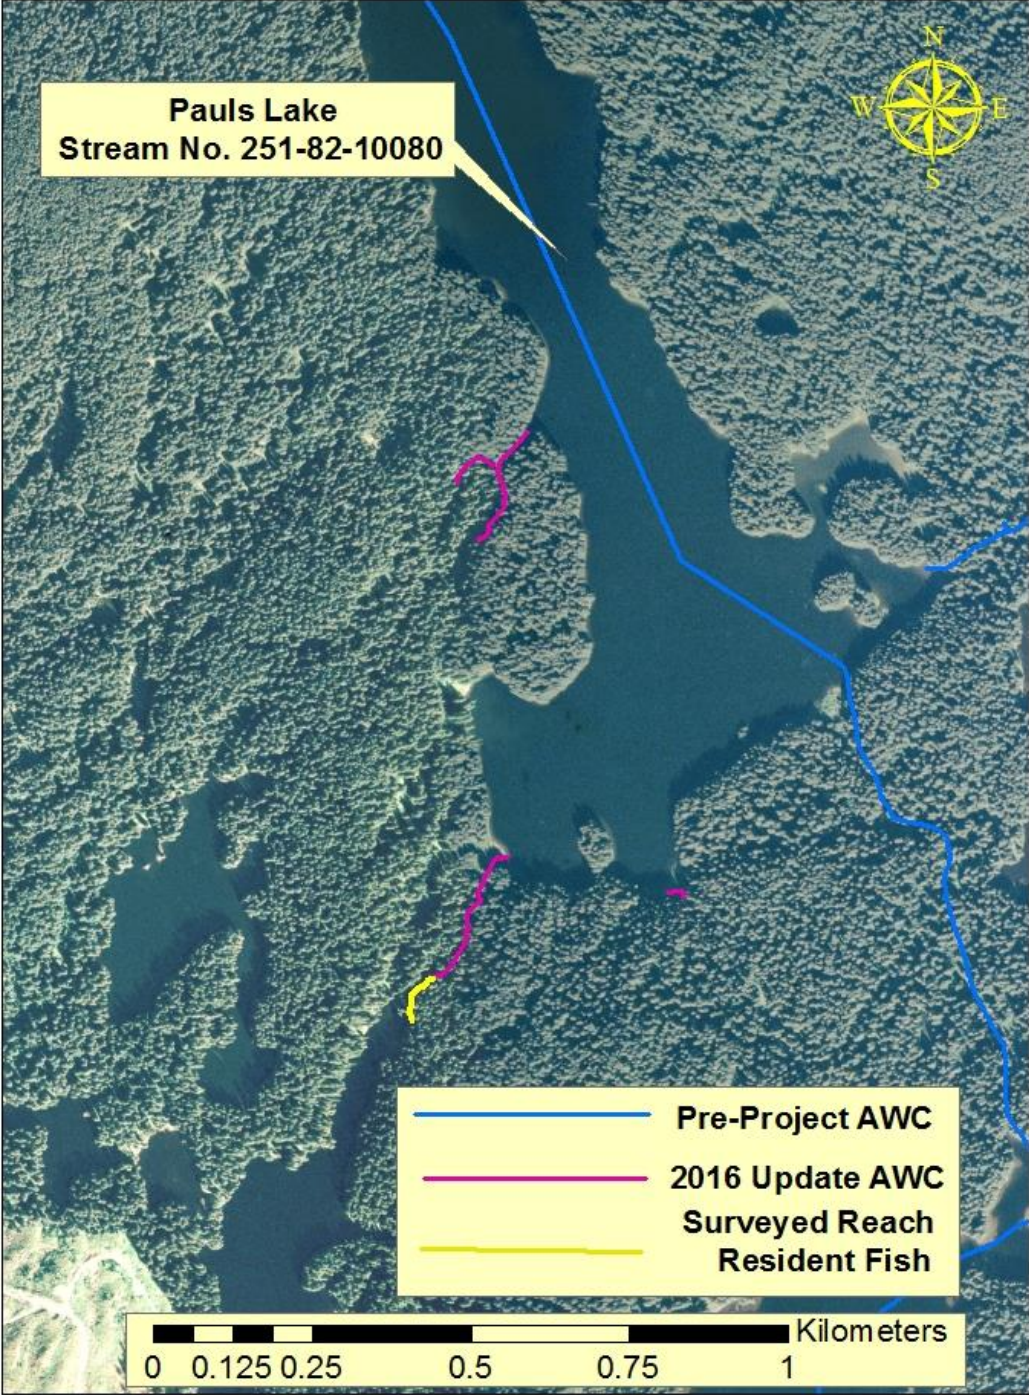 Pauls Lake
Stream No. 251-82-10080
N
W E
S
Pre-Project AWC
2016 Update AWC
Surveyed Reach
Resident Fish
Kilometers
0 0.125 0.25 0.5 0.75 1